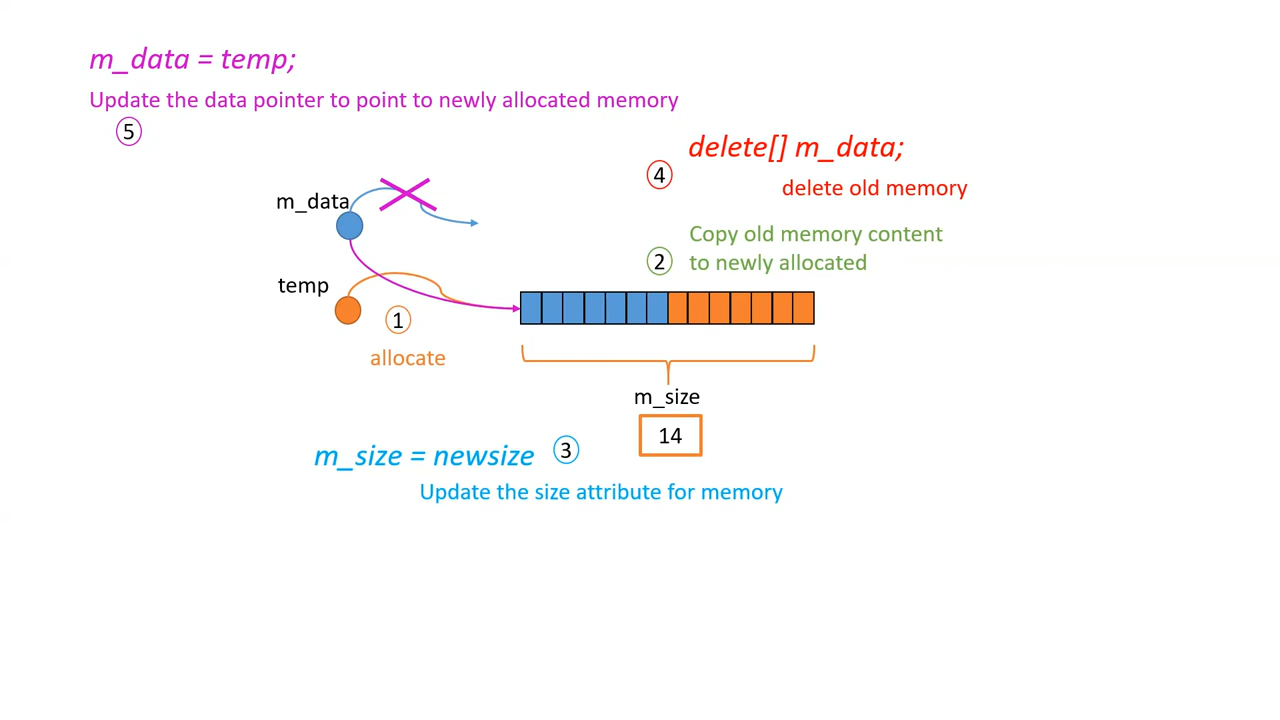 m_data = temp;
Update the data pointer to point to newly allocated memory
5
delete[] m_data;
4
delete old memory
m_data
Copy old memory content
2
to newly allocated
temp
1
allocate
m_size
14
m_size = newsize
3
Update the size attribute for memory